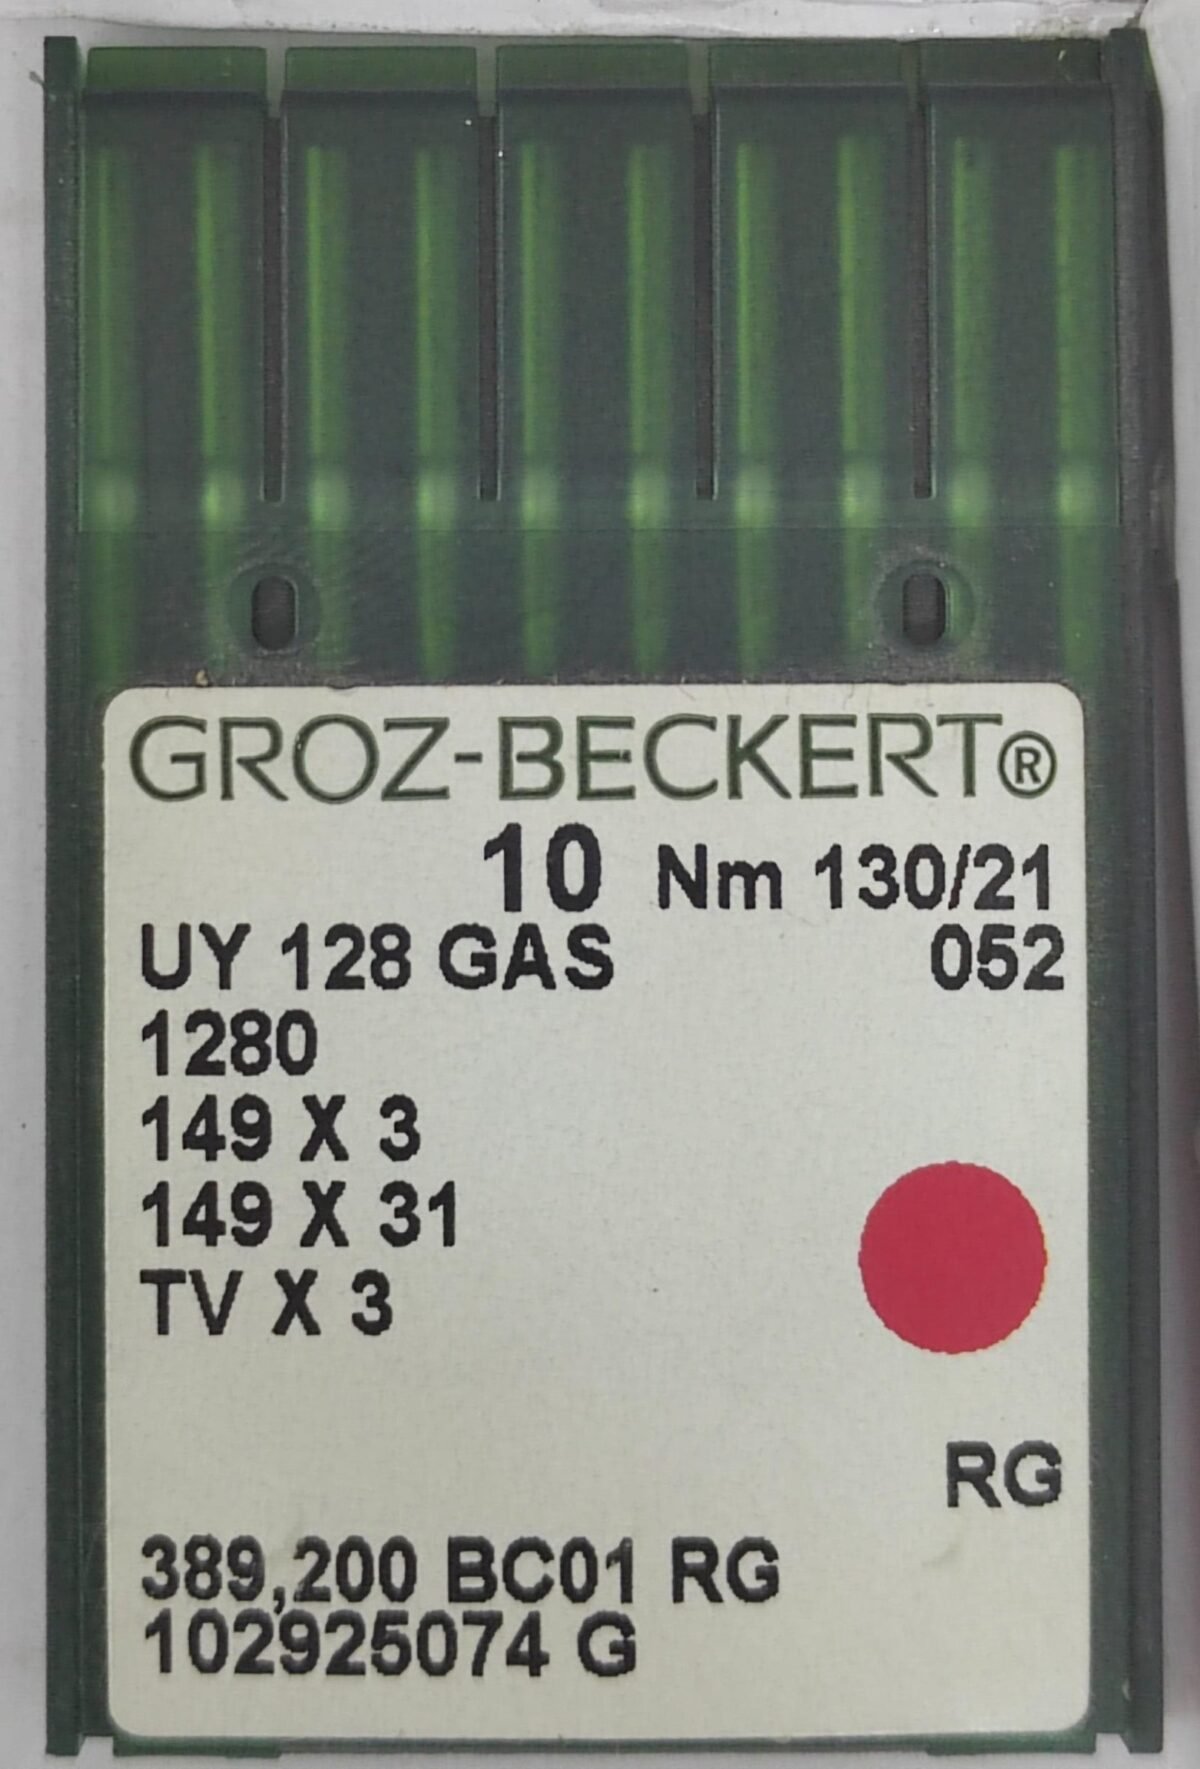 GROZ-BECKERT®
10 Nm 130/21
UY 128 GAS 052
1280
149 X 3
149 X 31
TV X 3
RG
389,200 BC01 RG
102925074 G